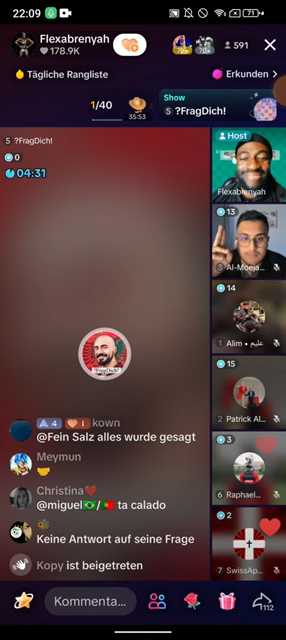 22:09
71
Flexabrenyah
178.9K
591
Tägliche Rangliste
Erkunden
1/40
35:53
Show
5 ?FragDich!
5 ?FragDich!
0
04:31
Host
Flexabrenyah
13
3 Al-Moeja...
14
1 Alim • عليم
15
2 Patrick Al...
3
6 Raphael...
2
7 SwissAp...
?FragDich!
4 i kown
@Fein Salz alles wurde gesagt
Meymun
🤝
Christina❤️
@miguel🇧🇷/🇵🇹 ta calado
🐝
Keine Antwort auf seine Frage
Kopy ist beigetreten
Kommenta...
112